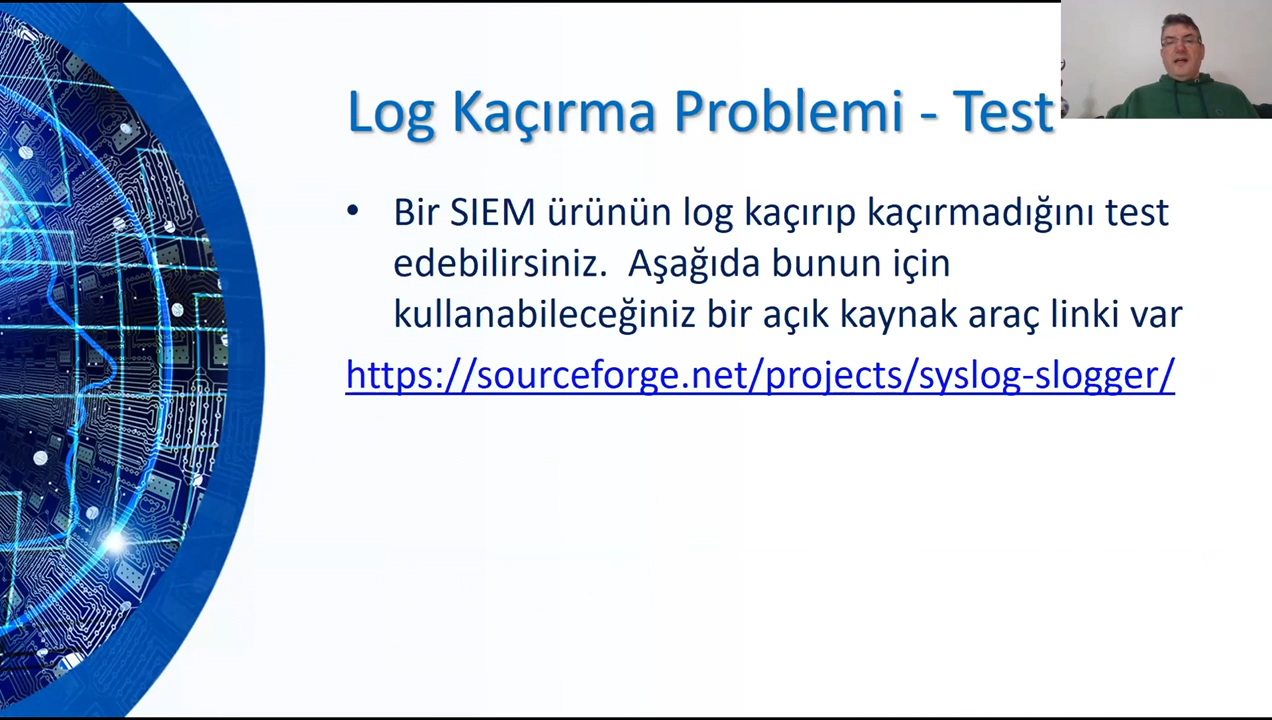 Log Kaçırma Problemi - Test
• Bir SIEM ürünün log kaçırıp kaçırmadığını test
edebilirsiniz.  Aşağıda bunun için
kullanabileceğiniz bir açık kaynak araç linki var
https://sourceforge.net/projects/syslog-slogger/